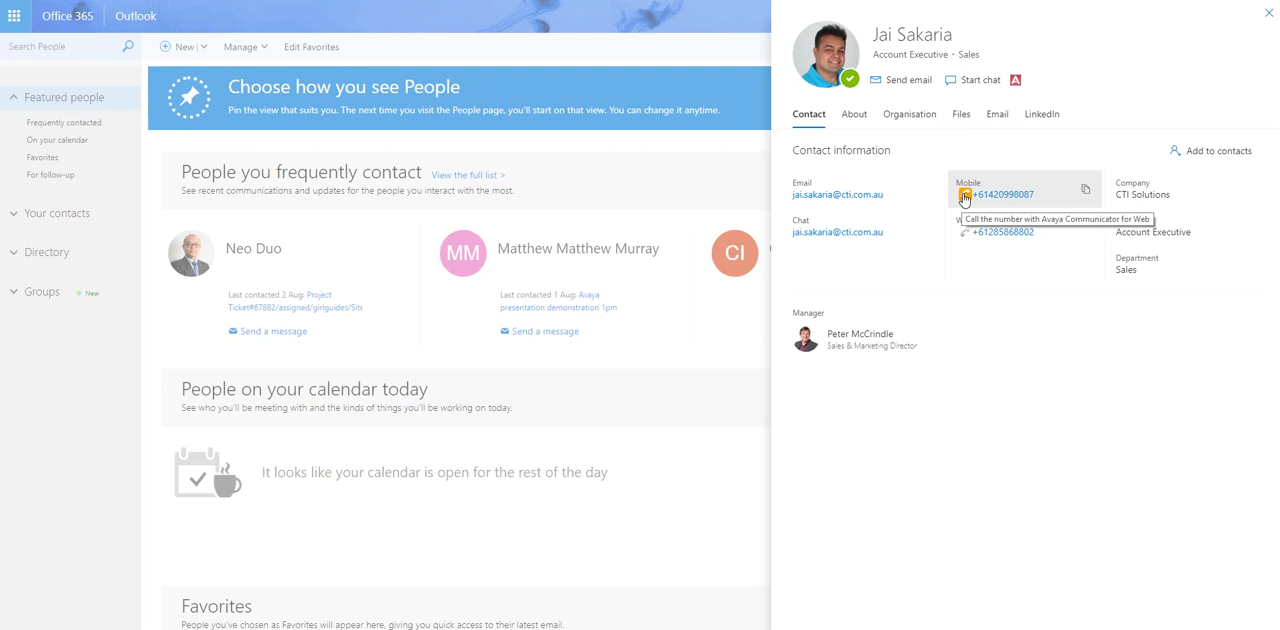 Office 365
Outlook
Search People
New
Manage
Edit Favorites
Featured people
Frequently contacted
On your calendar
Favorites
For follow-up
Your contacts
Directory
Groups
New
Choose how you see People
Pin the view that suits you. The next time you visit the People page, you'll start on that view. You can change it anytime.
People you frequently contact
View the full list >
See recent communications and updates for the people you interact with the most.
Neo Duo
Last contacted 2 Aug: Project
Ticket#67882/assigned/girlguides/Site
Send a message
MM
Matthew Matthew Murray
Last contacted 1 Aug: Avaya
presentation demonstration 1pm
Send a message
CI
People on your calendar today
See who you'll be meeting with and the kinds of things you'll be working on today.
It looks like your calendar is open for the rest of the day
Favorites
People you've chosen as Favorites will appear here, giving you quick access to their latest email.
Jai Sakaria
Account Executive • Sales
Send email
Start chat
A
Contact
About
Organisation
Files
Email
LinkedIn
Contact information
Add to contacts
Email
jai.sakaria@cti.com.au
Chat
jai.sakaria@cti.com.au
Mobile
+61420998087
Call the number with Avaya Communicator for Web
W
+61285868802
Company
CTI Solutions
Account Executive
Department
Sales
Manager
Peter McCrindle
Sales & Marketing Director